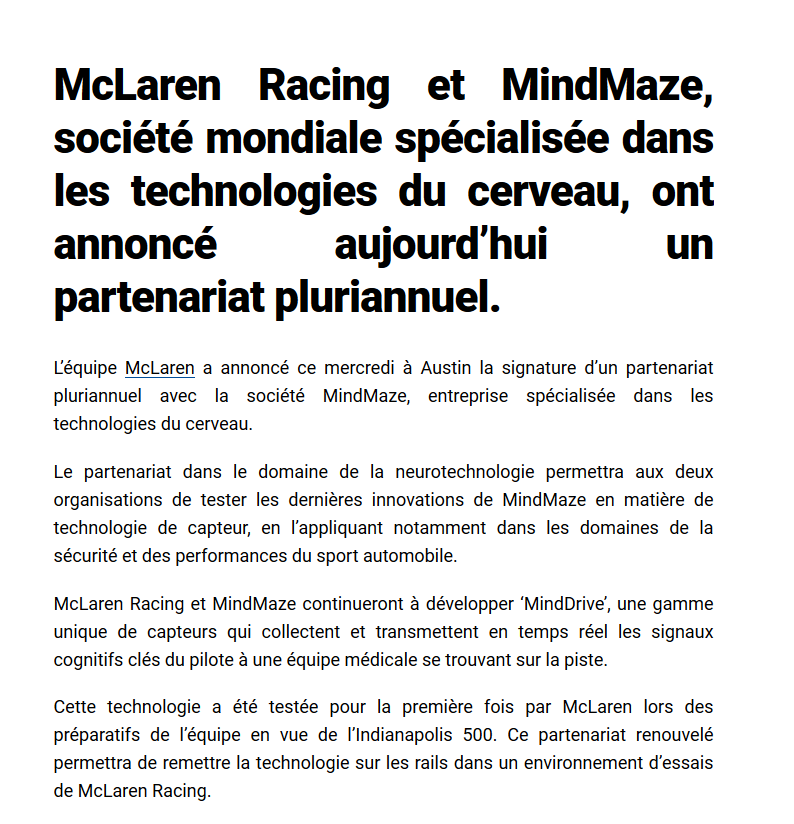 McLaren Racing et MindMaze,
société mondiale spécialisée dans
les technologies du cerveau, ont
annoncé aujourd’hui un
partenariat pluriannuel.
L’équipe McLaren a annoncé ce mercredi à Austin la signature d’un partenariat
pluriannuel avec la société MindMaze, entreprise spécialisée dans les
technologies du cerveau.
Le partenariat dans le domaine de la neurotechnologie permettra aux deux
organisations de tester les dernières innovations de MindMaze en matière de
technologie de capteur, en l’appliquant notamment dans les domaines de la
sécurité et des performances du sport automobile.
McLaren Racing et MindMaze continueront à développer ‘MindDrive’, une gamme
unique de capteurs qui collectent et transmettent en temps réel les signaux
cognitifs clés du pilote à une équipe médicale se trouvant sur la piste.
Cette technologie a été testée pour la première fois par McLaren lors des
préparatifs de l’équipe en vue de l’Indianapolis 500. Ce partenariat renouvelé
permettra de remettre la technologie sur les rails dans un environnement d’essais
de McLaren Racing.